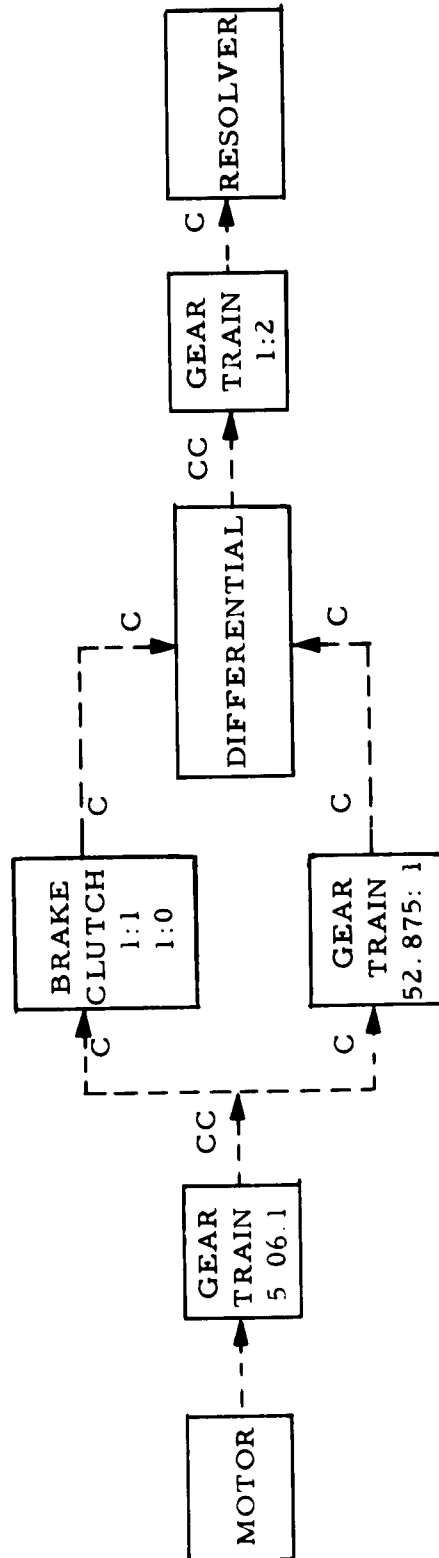 MOTOR
GEAR
TRAIN
5 06.1
CC
C
BRAKE
CLUTCH
1:1
1:0
C
C
C
GEAR
TRAIN
52.875: 1
C
C
DIFFERENTIAL
CC
GEAR
TRAIN
1:2
C
RESOLVER